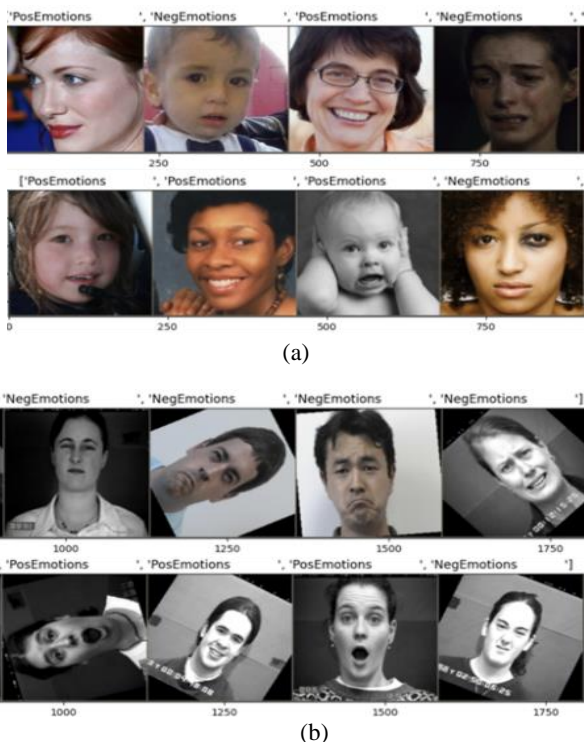 'PosEmotions ', 'NegEmotions ', 'PosEmotions ', 'NegEmotions ', '
250 500 750
['PosEmotions ', 'PosEmotions ', 'PosEmotions ', 'NegEmotions ',
0 250 500 750
(a)
'NegEmotions ', 'NegEmotions ', 'NegEmotions ', 'NegEmotions ']
1000 1250 1500 1750
, 'PosEmotions ', 'PosEmotions ', 'PosEmotions ', 'NegEmotions ']
1000 1250 1500 1750
(b)